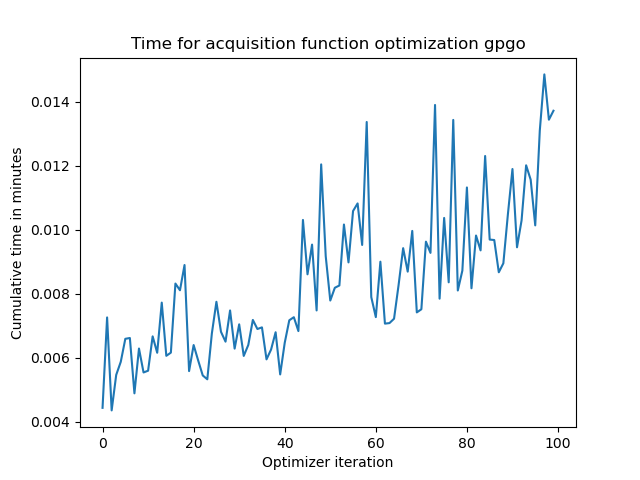 Time for acquisition function optimization gpgo
0.014
0.012
0.010
0.008
0.006
0.004
Cumulative time in minutes
0 20 40 60 80 100
Optimizer iteration